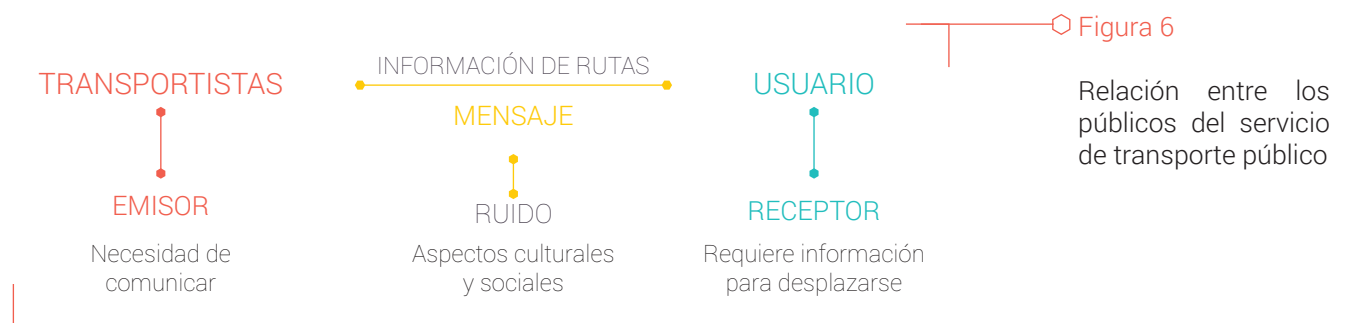 Figura 6
Relación entre los
públicos del servicio
de transporte público
TRANSPORTISTAS
EMISOR
Necesidad de
comunicar
INFORMACIÓN DE RUTAS
MENSAJE
RUIDO
Aspectos culturales
y sociales
USUARIO
RECEPTOR
Requiere información
para desplazarse